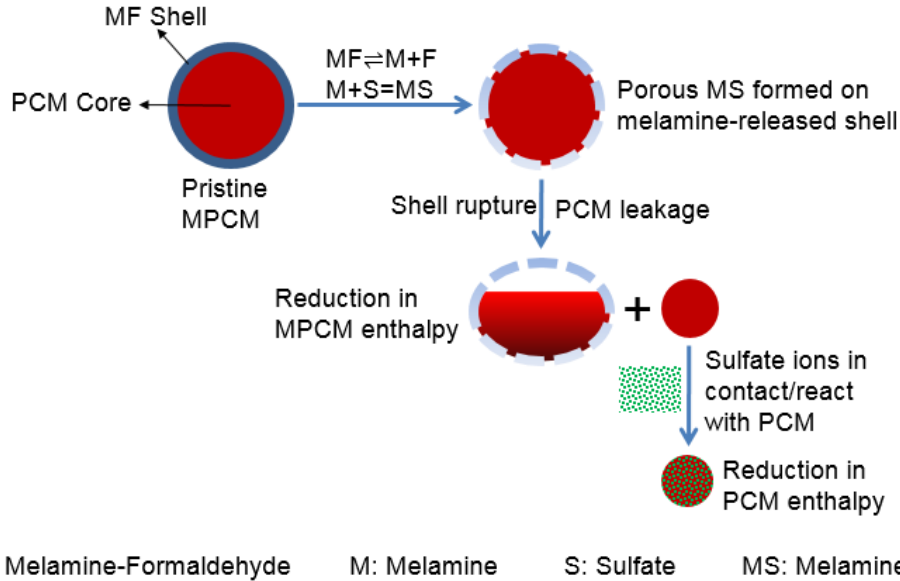 MF Shell
PCM Core
Pristine
MPCM
MF⇌M+F
M+S=MS
Porous MS formed on
melamine-released shell
Shell rupture
PCM leakage
Reduction in
MPCM enthalpy
+
Sulfate ions in
contact/react
with PCM
Reduction in
PCM enthalpy
Melamine-Formaldehyde M: Melamine S: Sulfate MS: Melamine